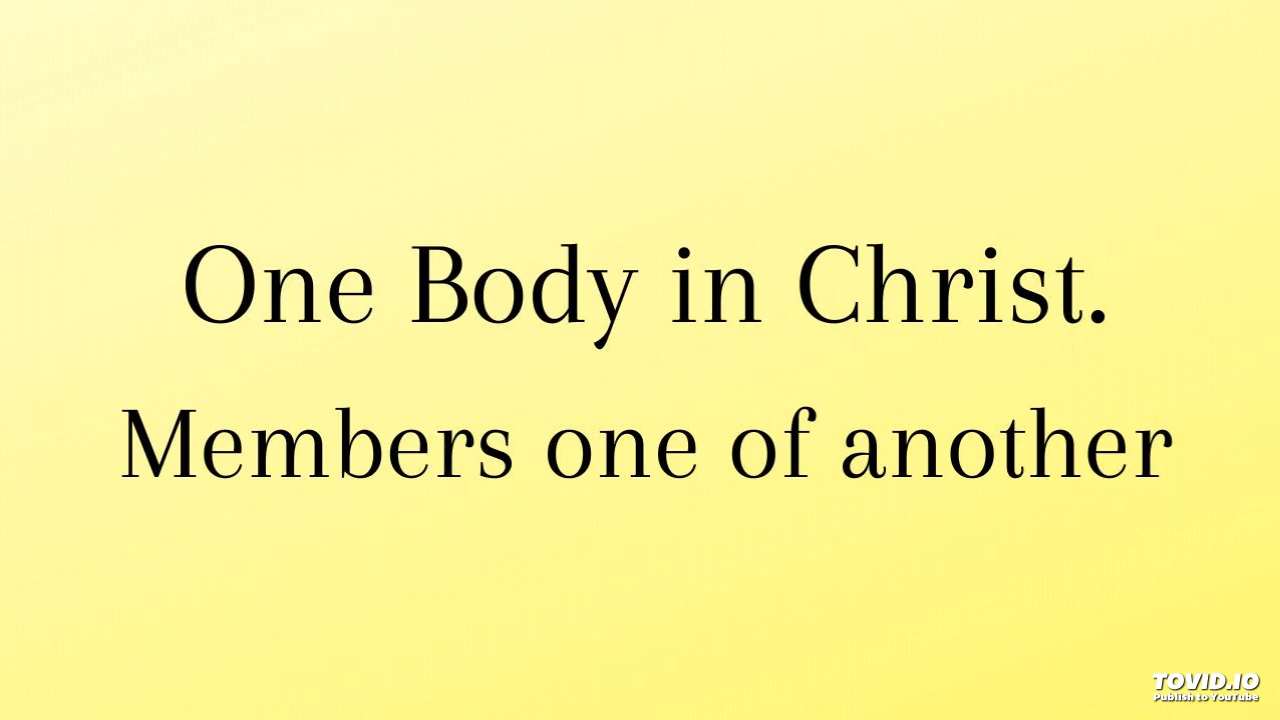 One Body in Christ.
Members one of another
TOVID.IO
Publish to YouTube